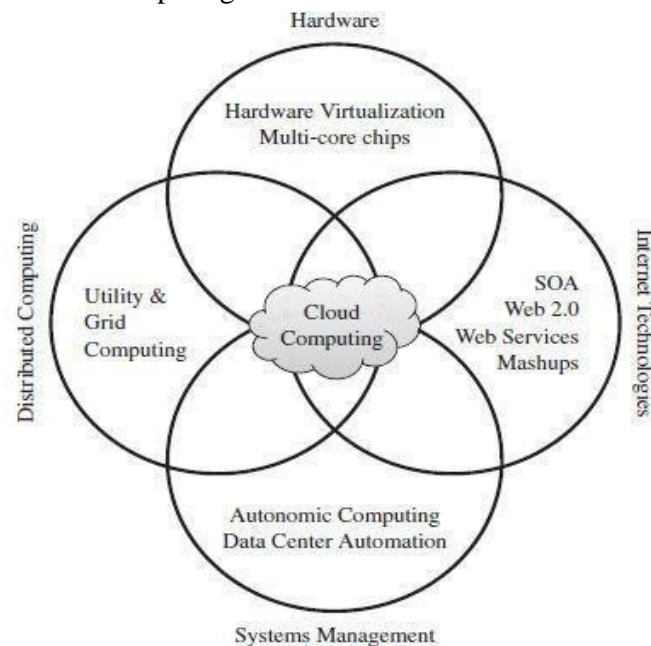 puting
Hardware
Hardware Virtualization
Multi-core chips
Distributed Computing
Utility &
Grid
Computing
Cloud
Computing
SOA
Web 2.0
Web Services
Mashups
Internet Technologies
Autonomic Computing
Data Center Automation
Systems Management